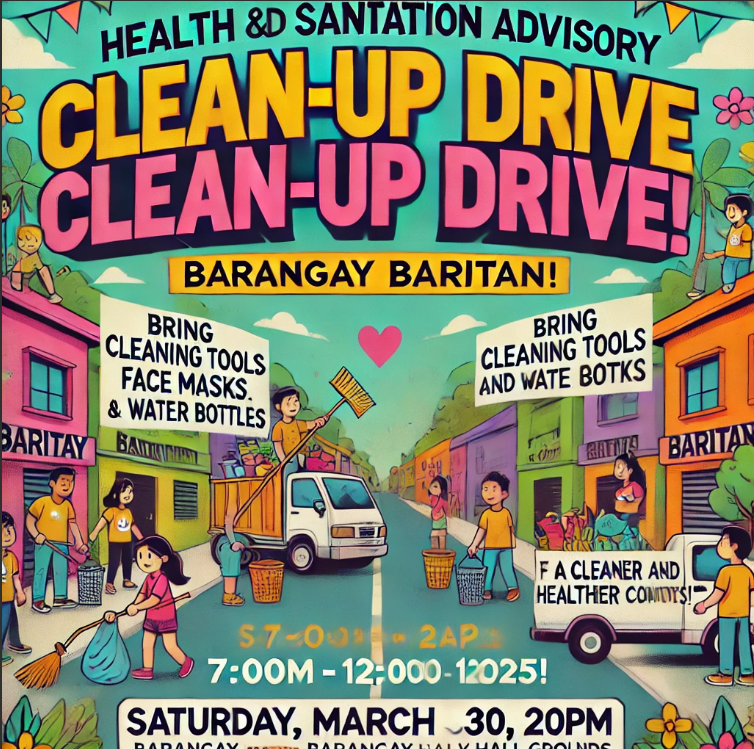 HEALTH &D SANTATION ADVISORY
CLEAN-UP DRIVE
CLEAN-UP DRIVE!
BARANGAY BARITAN!
BRING
CLEANING TOOLS
FACE MASKS.
& WATER BOTTLES
BRING
CLEANING TOOLS
AND WATE BOTKS
BARITAY
BARITAN
F A CLEANER AND
HEALTHER
7:00M - 12:000-12025!
SATURDAY, MARCH 30, 20PM
BARANGAY BARANGAY HALL GROUNDS